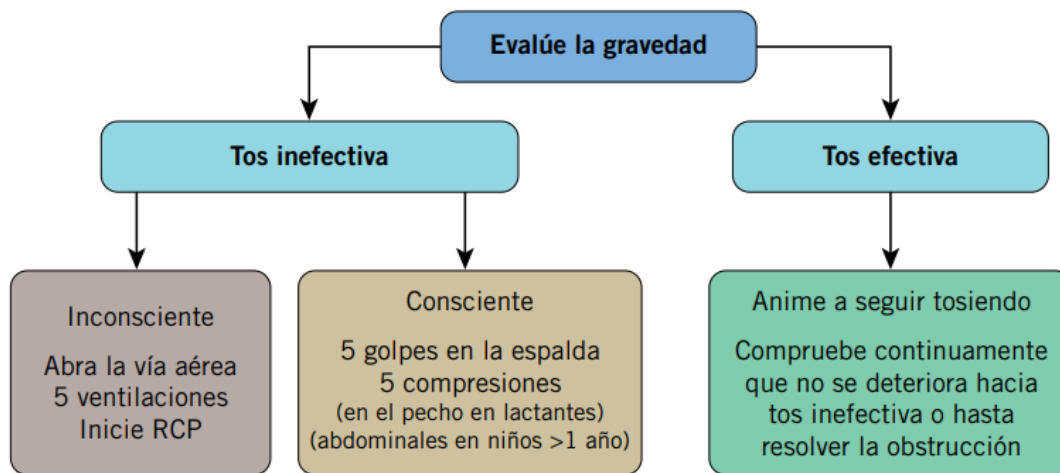 Evalúe la gravedad
Tos inefectiva
Tos efectiva
Inconsciente
Abra la vía aérea
5 ventilaciones
Inicie RCP
Consciente
5 golpes en la espalda
5 compresiones
(en el pecho en lactantes)
(abdominales en niños >1 año)
Anime a seguir tosiendo
Compruebe continuamente
que no se deteriora hacia
tos inefectiva o hasta
resolver la obstrucción